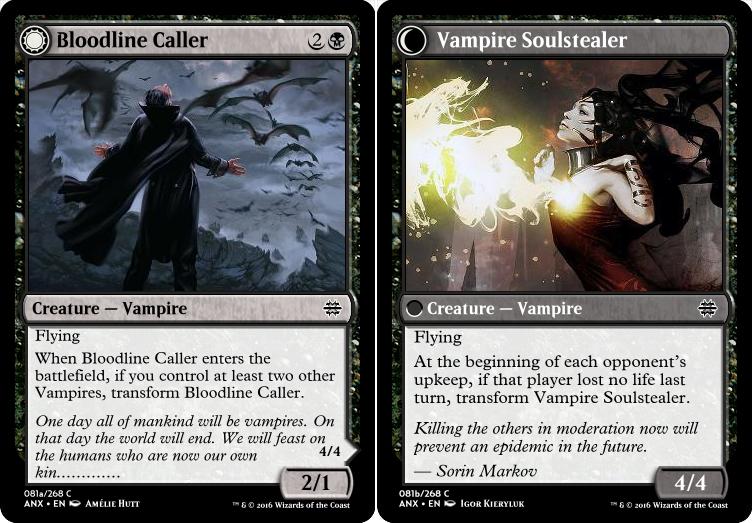 Bloodline Caller 2
Creature — Vampire
Flying
When Bloodline Caller enters the
battlefield, if you control at least two other
Vampires, transform Bloodline Caller.
One day all of mankind will be vampires. On
that day the world will end. We will feast on
the humans who are now our own
kin.............
4/4
2/1
081a/268 C
ANX • EN Amélie Hutt
™ & © 2016 Wizards of the Coast
Vampire Soulstealer
Creature — Vampire
Flying
At the beginning of each opponent's
upkeep, if that player lost no life last
turn, transform Vampire Soulstealer.
Killing the others in moderation now will
prevent an epidemic in the future.
— Sorin Markov
4/4
081b/268 C
ANX • EN Igor Kieryluk
™ & © 2016 Wizards of the Coast